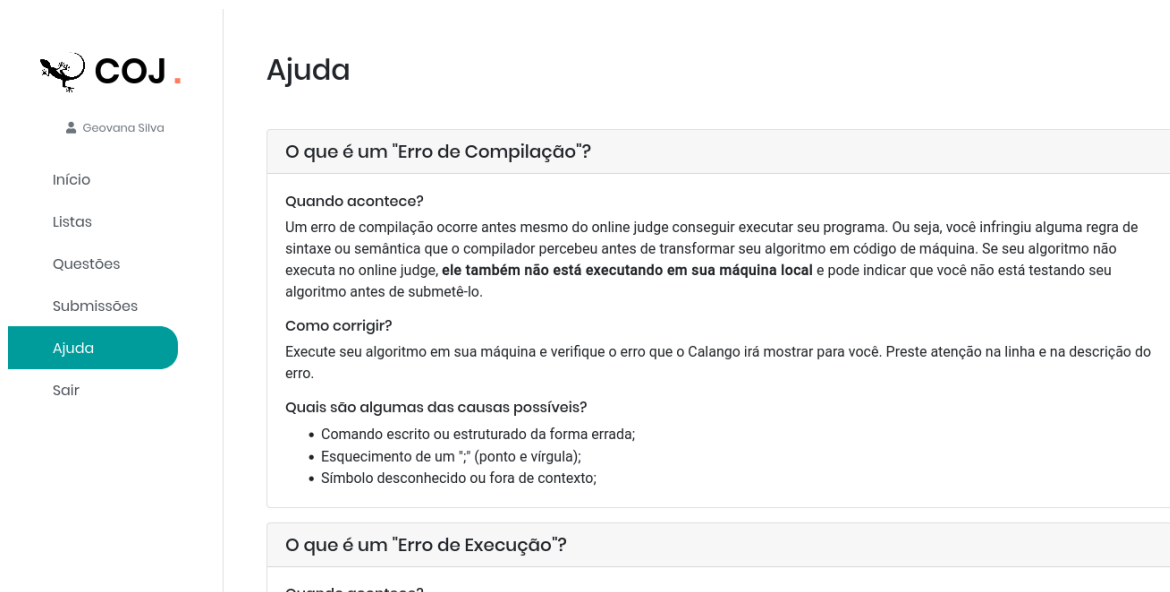 COJ.
Geovana Silva
Início
Listas
Questões
Submissões
Ajuda
Sair
Ajuda
O que é um "Erro de Compilação"?
Quando acontece?
Um erro de compilação ocorre antes mesmo do online judge conseguir executar seu programa. Ou seja, você infringiu alguma regra de
sintaxe ou semântica que o compilador percebeu antes de transformar seu algoritmo em código de máquina. Se seu algoritmo não
executa no online judge, ele também não está executando em sua máquina local e pode indicar que você não está testando seu
algoritmo antes de submetê-lo.
Como corrigir?
Execute seu algoritmo em sua máquina e verifique o erro que o Calango irá mostrar para você. Preste atenção na linha e na descrição do
erro.
Quais são algumas das causas possíveis?
• Comando escrito ou estruturado da forma errada;
• Esquecimento de um ";" (ponto e vírgula);
• Símbolo desconhecido ou fora de contexto;
O que é um "Erro de Execução"?
Quando acontece?